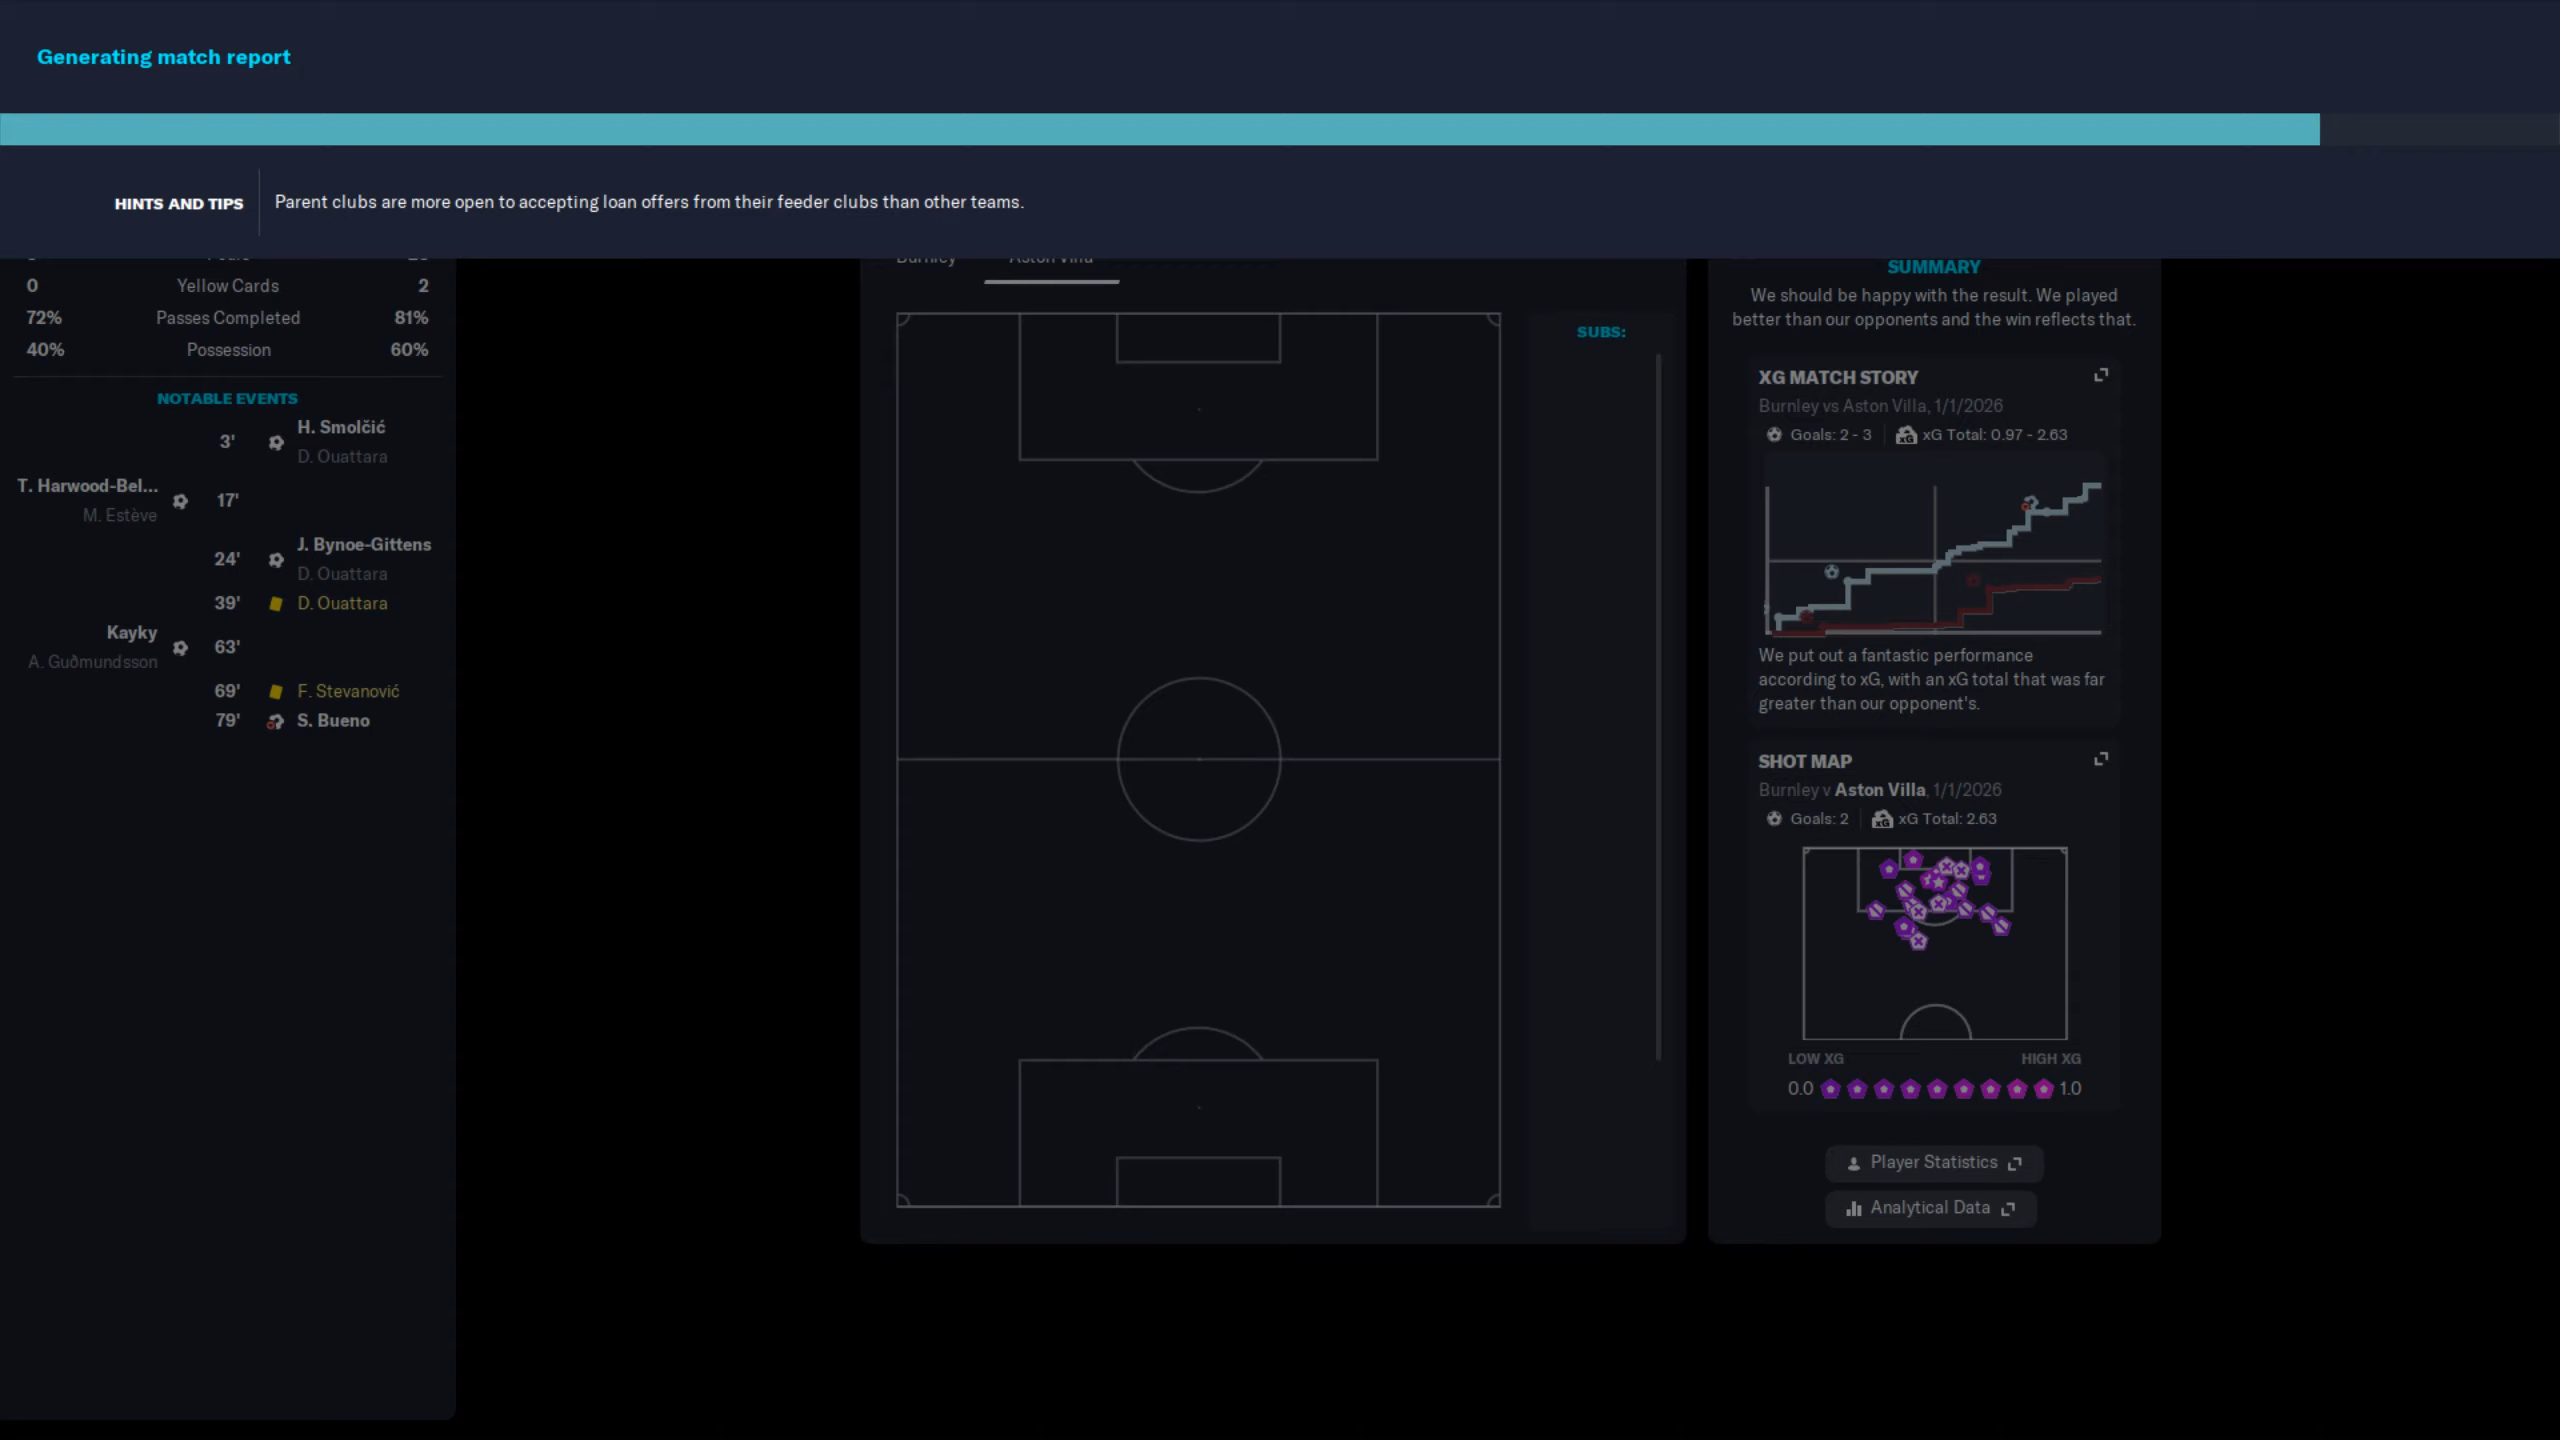 Generating match report
HINTS AND TIPS
Parent clubs are more open to accepting loan offers from their feeder clubs than other teams.
0 Yellow Cards 2
72% Passes Completed 81%
40% Possession 60%
NOTABLE EVENTS
3' H. Smolčić
D. Ouattara
T. Harwood-Bel... 17'
M. Estève
24' J. Bynoe-Gittens
D. Ouattara
39' D. Ouattara
Kayky 63'
A. Guðmundsson
69' F. Stevanović
79' S. Bueno
Burnley Aston Villa
SUBS:
SUMMARY
We should be happy with the result. We played
better than our opponents and the win reflects that.
XG MATCH STORY
Burnley vs Aston Villa, 1/1/2026
Goals: 2 - 3 xG xG Total: 0.97 - 2.63
We put out a fantastic performance
according to xG, with an xG total that was far
greater than our opponent's.
SHOT MAP
Burnley v Aston Villa, 1/1/2026
Goals: 2 xG xG Total: 2.63
LOW XG HIGH XG
0.0 1.0
Player Statistics
Analytical Data